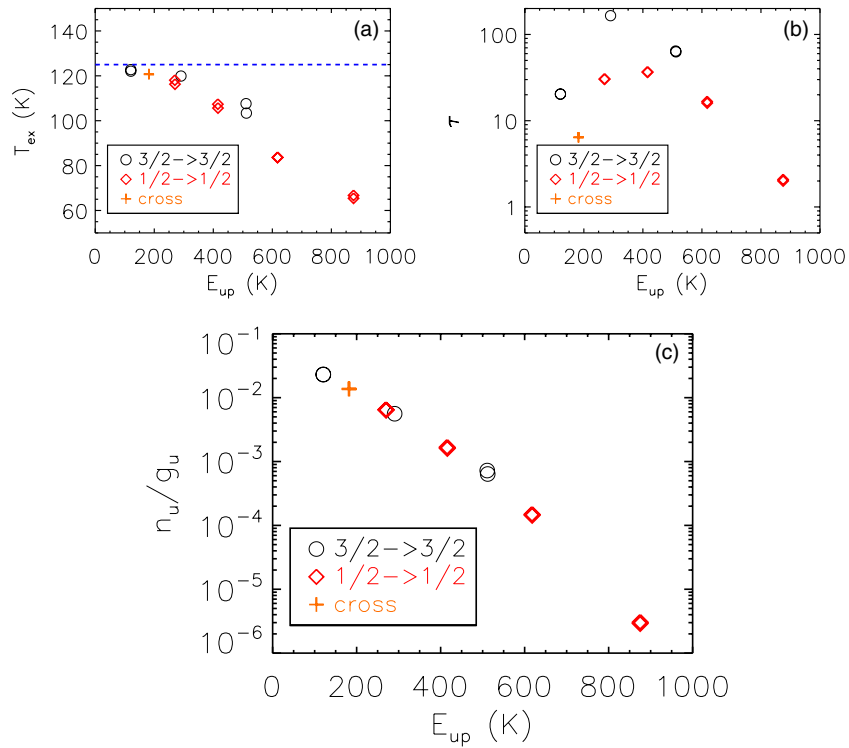 (a)
140
120
100
80
60
T_ex (K)
3/2->3/2
1/2->1/2
cross
0 200 400 600 800 1000
E_up (K)
(b)
100
10
1
τ
3/2->3/2
1/2->1/2
cross
0 200 400 600 800 1000
E_up (K)
(c)
10^-1
10^-2
10^-3
10^-4
10^-5
10^-6
n_u/g_u
3/2->3/2
1/2->1/2
cross
0 200 400 600 800 1000
E_up (K)